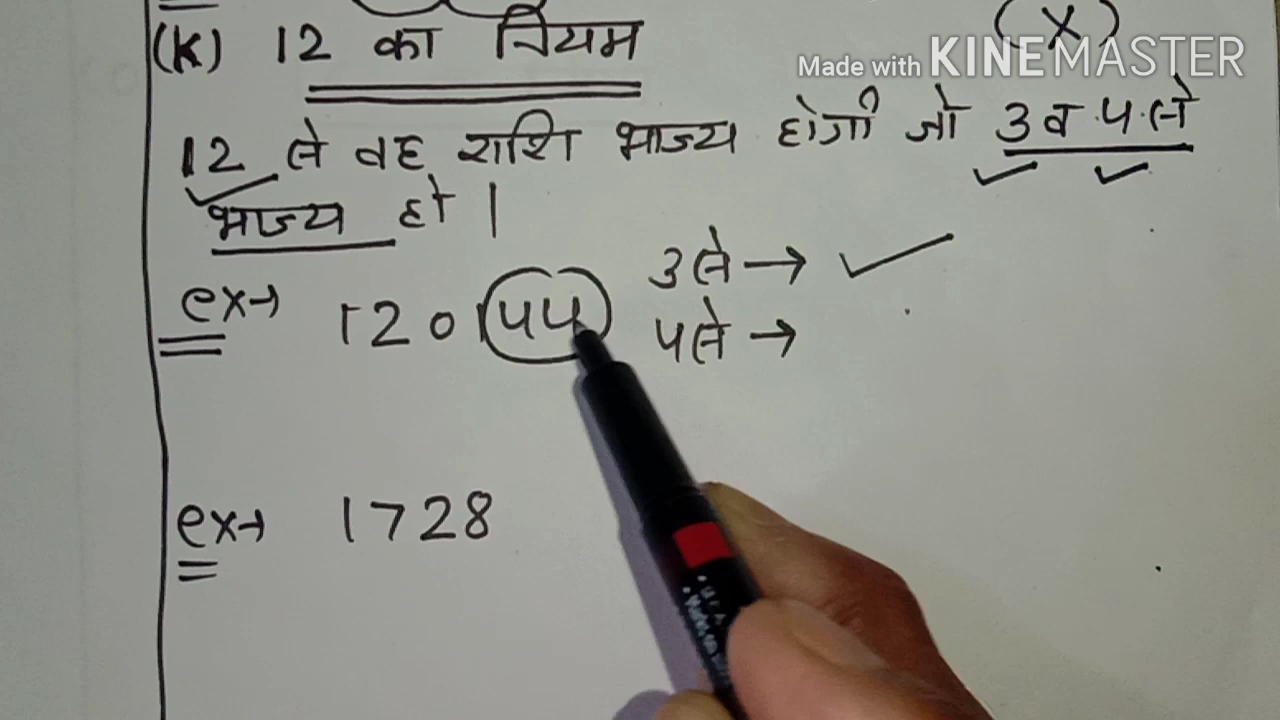 (K) 12 का नियम
(X)
Made with KINEMASTER
12 से वह राशि भाज्य होगी जो 3 व 4 से
भाज्य हो |
ex→ 120144 3 से → ✓
4 से →
ex→ 1728